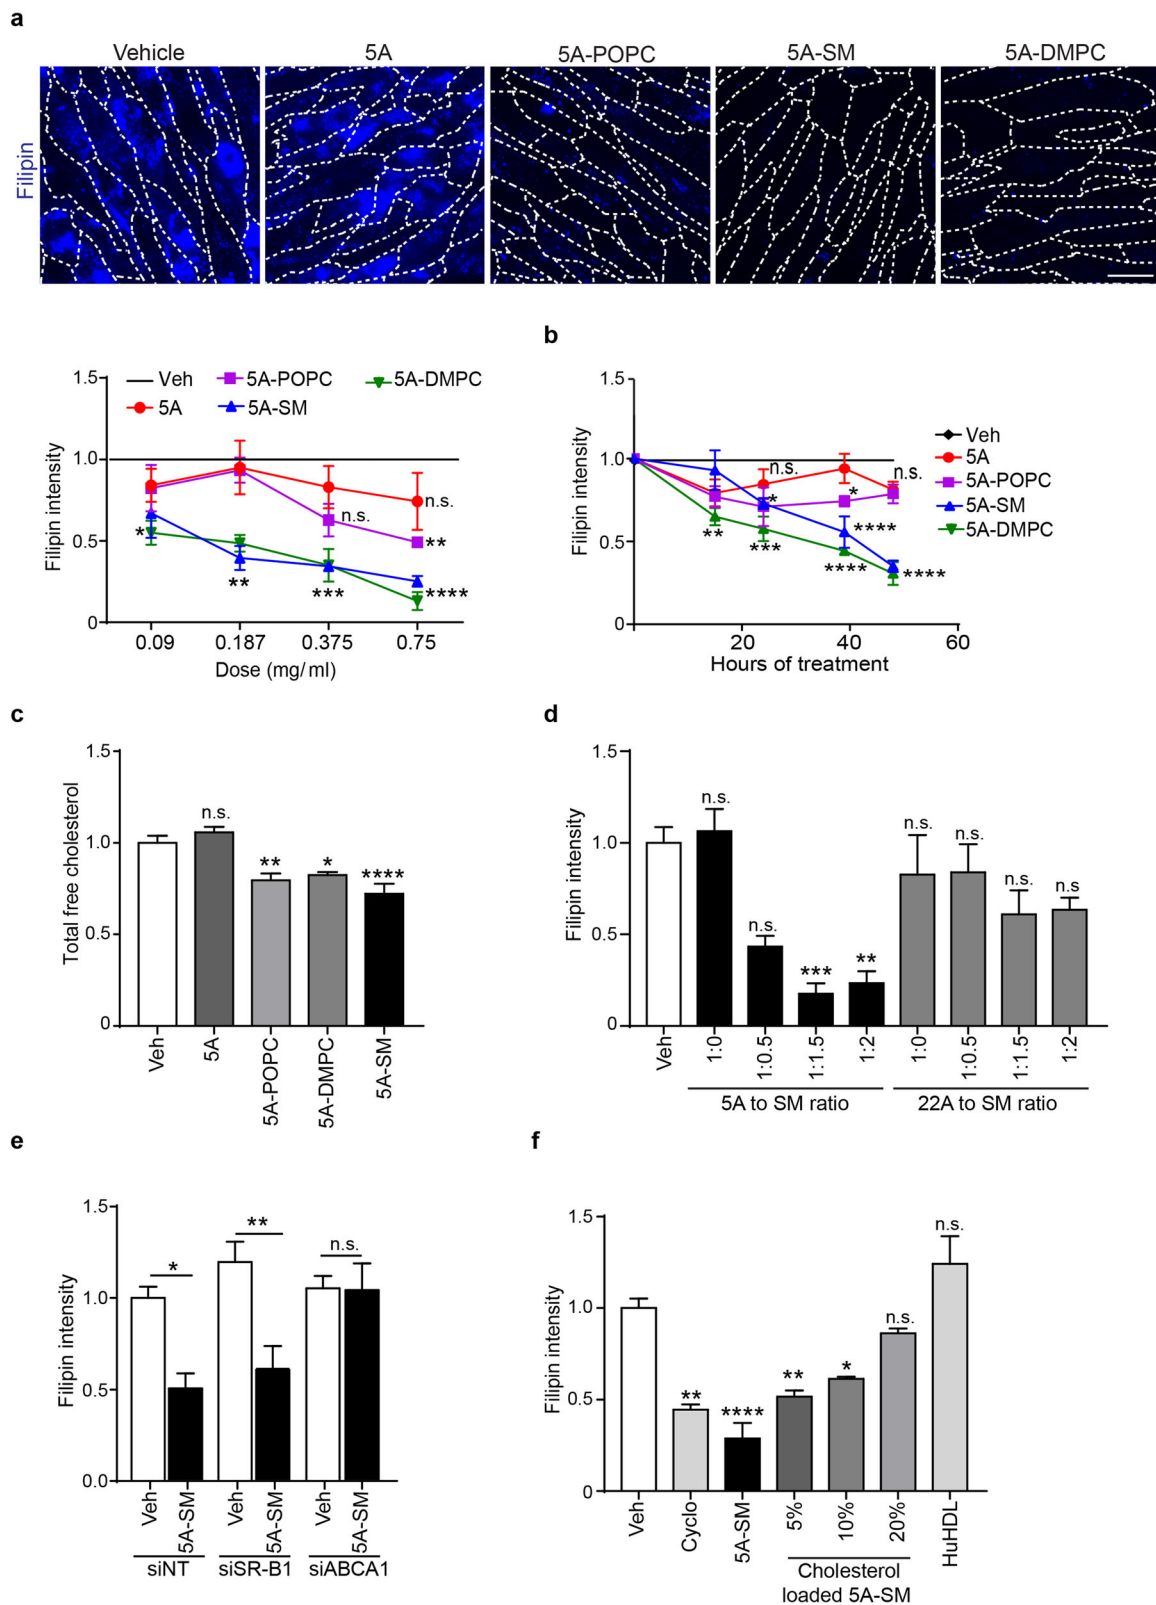 a
Vehicle 5A 5A-POPC 5A-SM 5A-DMPC
Filipin
1.5
1.0
0.5
0
Filipin intensity
Veh 5A-POPC 5A-DMPC
5A 5A-SM
*
**
n.s.
***
n.s.
**
****
0.09 0.187 0.375 0.75
Dose (mg/ml)
b
1.5
1.0
0.5
0
Filipin intensity
n.s. n.s.
* *
** *** **** **** ****
20 40 60
Hours of treatment
Veh
5A
5A-POPC
5A-SM
5A-DMPC
c
1.5
1.0
0.5
0
Total free cholesterol
n.s. ** * ****
Veh 5A 5A-POPC 5A-DMPC 5A-SM
d
1.5
1.0
0.5
0
Filipin intensity
n.s. n.s. *** ** n.s. n.s. n.s. n.s
Veh 1:0 1:0.5 1:1.5 1:2 1:0 1:0.5 1:1.5 1:2
5A to SM ratio 22A to SM ratio
e
1.5
1.0
0.5
0.0
Filipin intensity
* ** n.s.
Veh 5A-SM Veh 5A-SM Veh 5A-SM
siNT siSR-B1 siABCA1
f
1.5
1.0
0.5
0
Filipin intensity
** **** ** * n.s. n.s.
Veh Cyclo 5A-SM 5% 10% 20% HuHDL
Cholesterol
loaded 5A-SM